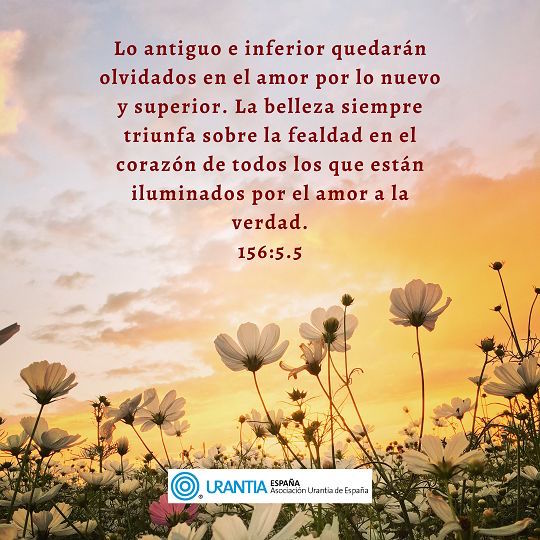 Lo antiguo e inferior quedarán
olvidados en el amor por lo nuevo
y superior. La belleza siempre
triunfa sobre la fealdad en el
corazón de todos los que están
iluminados por el amor a la
verdad.
156:5.5
URANTIA ESPAÑA
® Asociación Urantia de España